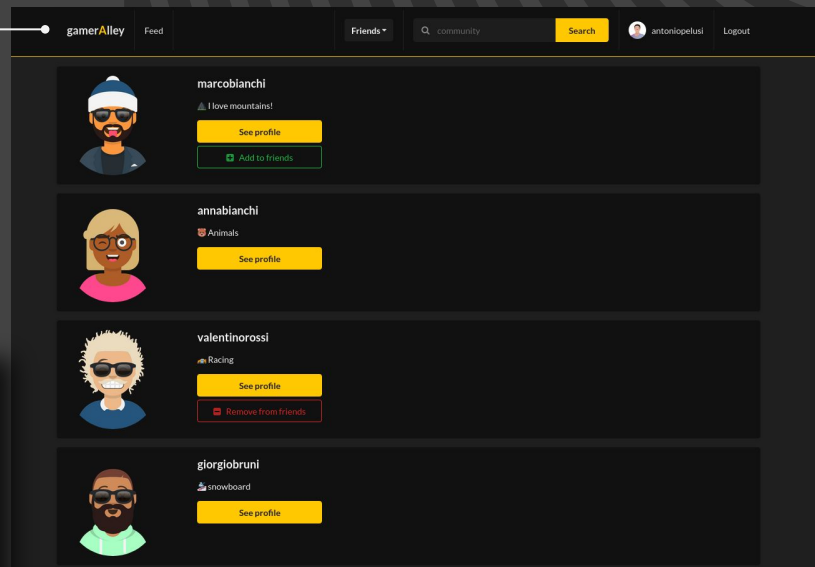 gamerAlley Feed Friends community Search antoniopelusi Logout
marcobianchi
I love mountains!
See profile
Add to friends
annabianchi
Animals
See profile
valentinorossi
Racing
See profile
Remove from friends
giorgiobruni
snowboard
See profile